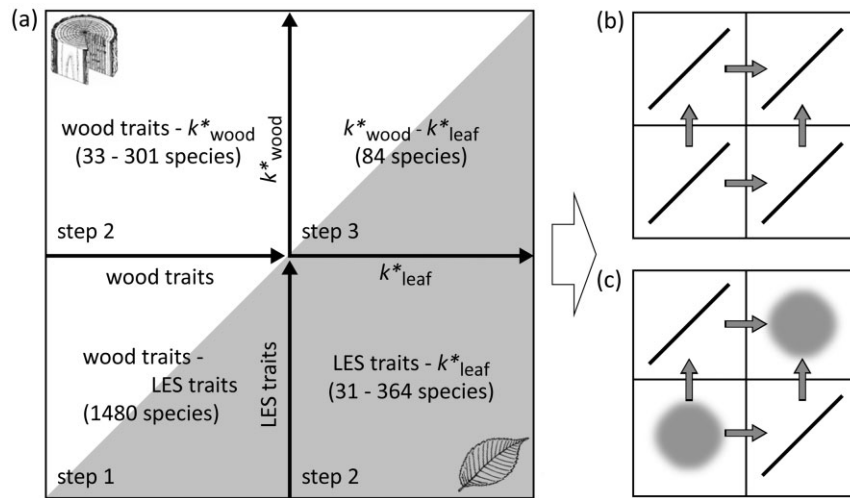 (a)
wood traits - k*wood
(33 - 301 species)
step 2
k*wood
k*wood - k*leaf
(84 species)
step 3
wood traits
k*leaf
wood traits -
LES traits
(1480 species)
step 1
LES traits
LES traits - k*leaf
(31 - 364 species)
step 2
(b)
(c)